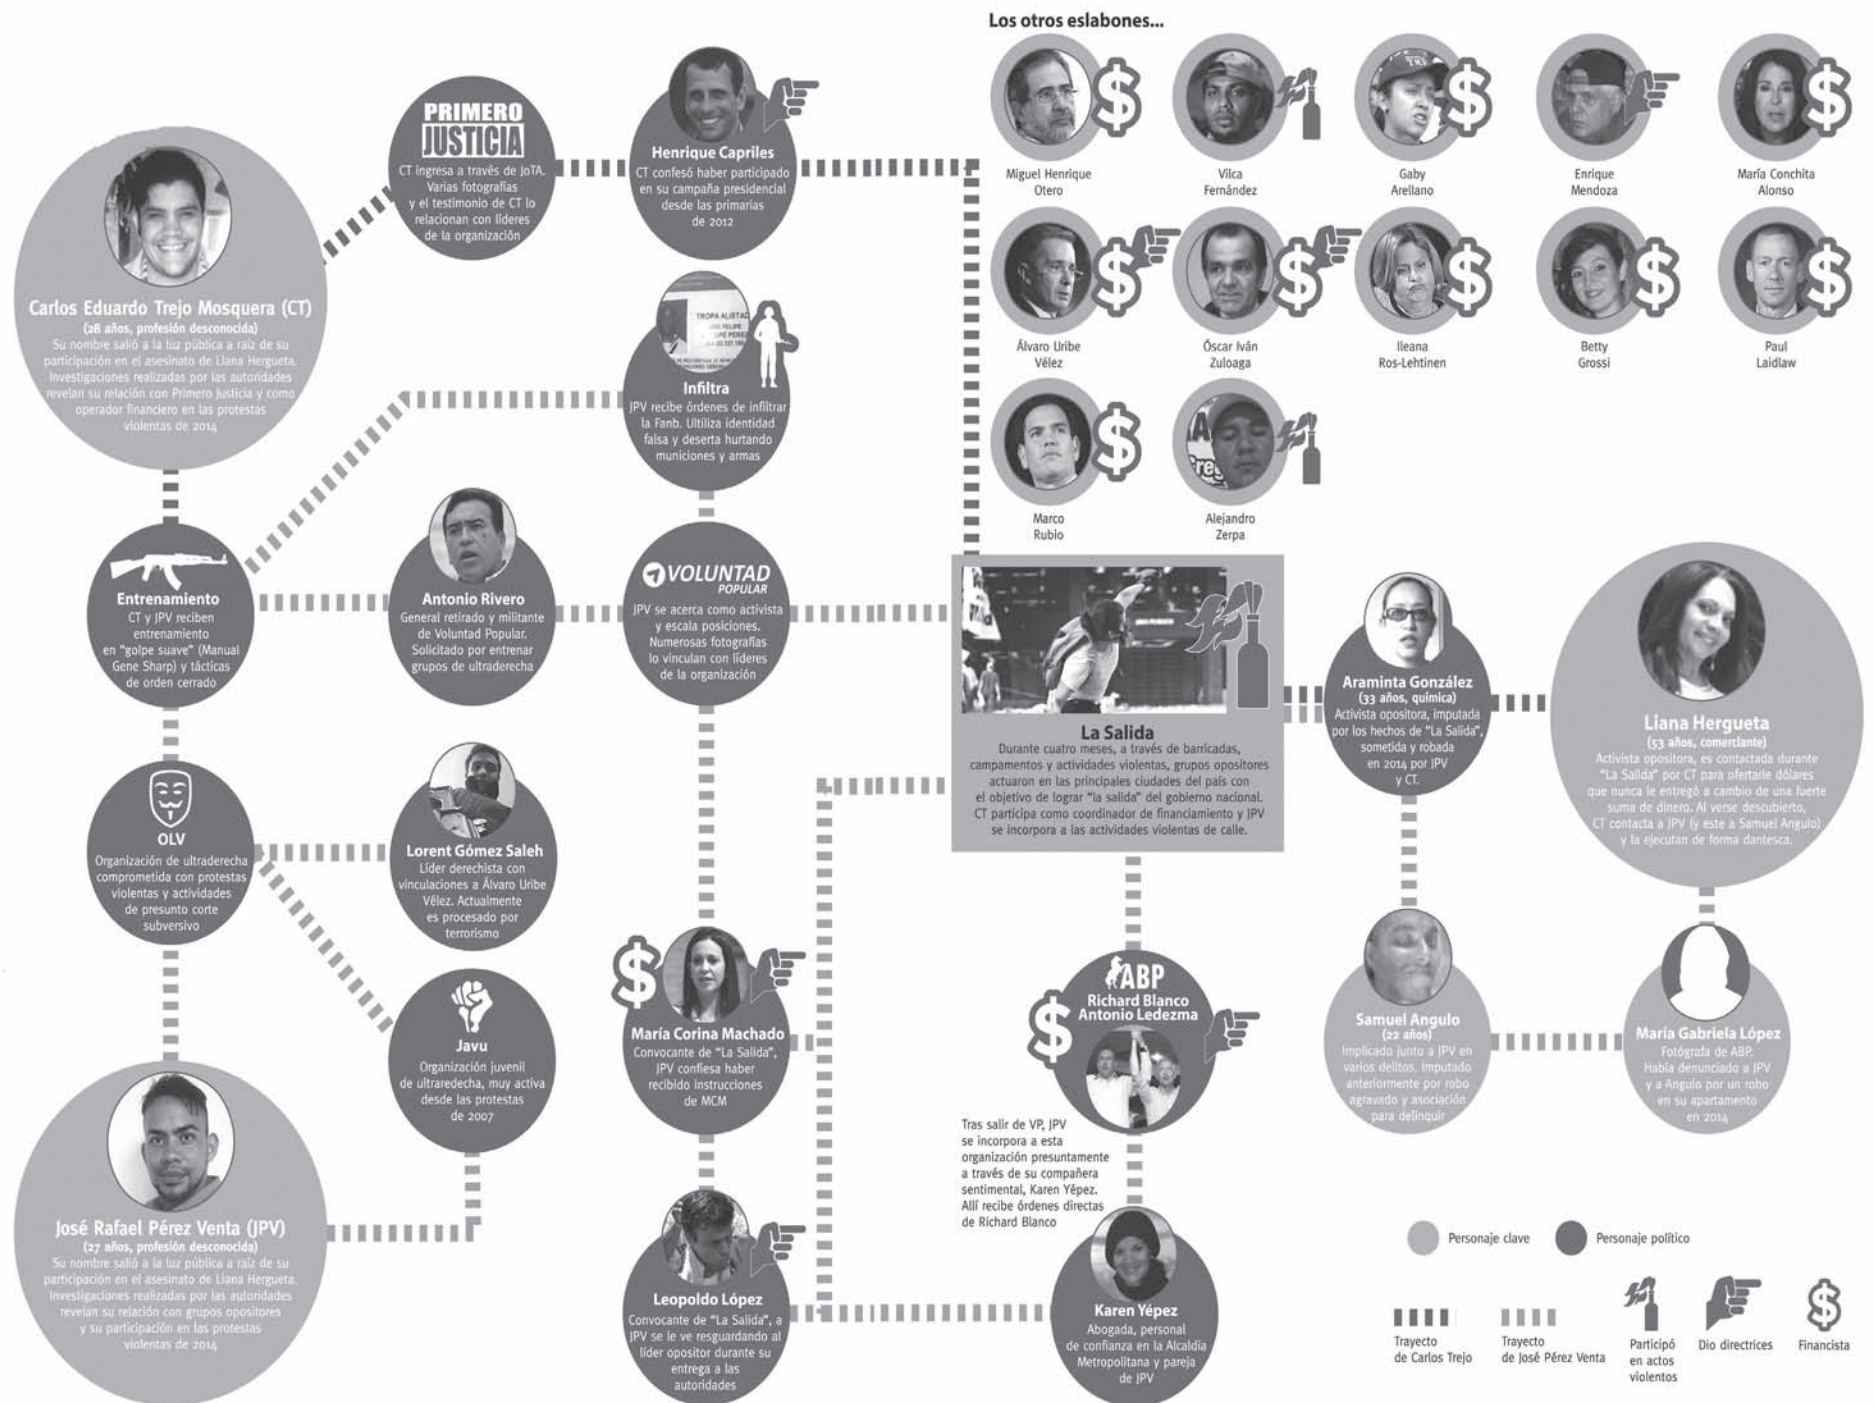 Los otros eslabones...
Miguel Henrique
Otero
Vilca
Fernández
Gaby
Arellano
Enrique
Mendoza
María Conchita
Alonso
Álvaro Uribe
Vélez
Óscar Iván
Zuloaga
Ileana
Ros-Lehtinen
Betty
Grossi
Paul
Laidlaw
Marco
Rubio
Alejandro
Zerpa
Carlos Eduardo Trejo Mosquera (CT)
(28 años, profesión desconocida)
Su nombre salió a la luz pública a raíz de su
participación en el asesinato de Liana Hergueta.
Investigaciones realizadas por las autoridades
revelan su relación con Primero Justicia y como
operador financiero en las protestas
violentas de 2014
PRIMERO
JUSTICIA
CT ingresa a través de JoTA.
Varias fotografías
y el testimonio de CT lo
relacionan con líderes
de la organización
Henrique Capriles
CT confesó haber participado
en su campaña presidencial
desde las primarias
de 2012
TROPA ALISTAD
Infiltra
JPV recibe órdenes de infiltrar
la Fanb. Ultiliza identidad
falsa y deserta hurtando
municiones y armas
Entrenamiento
CT y JPV reciben
entrenamiento
en "golpe suave" (Manual
Gene Sharp) y tácticas
de orden cerrado
Antonio Rivero
General retirado y militante
de Voluntad Popular.
Solicitado por entrenar
grupos de ultraderecha
VOLUNTAD
POPULAR
JPV se acerca como activista
y escala posiciones.
Numerosas fotografías
lo vinculan con líderes
de la organización
La Salida
Durante cuatro meses, a través de barricadas,
campamentos y actividades violentas, grupos opositores
actuaron en las principales ciudades del país con
el objetivo de lograr "la salida" del gobierno nacional.
CT participa como coordinador de financiamiento y JPV
se incorpora a las actividades violentas de calle.
Araminta González
(33 años, química)
Activista opositora, imputada
por los hechos de "La Salida",
sometida y robada
en 2014 por JPV
y CT.
Liana Hergueta
(53 años, comerciante)
Activista opositora, es contactada durante
"La Salida" por CT para ofertarle dólares
que nunca le entregó a cambio de una fuerte
suma de dinero. Al verse descubierto,
CT contacta a JPV (y este a Samuel Angulo)
y la ejecutan de forma dantesca.
OLV
Organización de ultraderecha
comprometida con protestas
violentas y actividades
de presunto corte
subversivo
Lorent Gómez Saleh
Líder derechista con
vinculaciones a Álvaro Uribe
Vélez. Actualmente
es procesado por
terrorismo
Javu
Organización juvenil
de ultraredecha, muy activa
desde las protestas
de 2007
María Corina Machado
Convocante de "La Salida",
JPV confiesa haber
recibido instrucciones
de MCM
ABP
Richard Blanco
Antonio Ledezma
Tras salir de VP, JPV
se incorpora a esta
organización presuntamente
a través de su compañera
sentimental, Karen Yépez.
Allí recibe órdenes directas
de Richard Blanco
Samuel Angulo
(22 años)
Implicado junto a JPV en
varios delitos. Imputado
anteriormente por robo
agravado y asociación
para delinquir
María Gabriela López
Fotógrafa de ABP.
Había denunciado a JPV
y a Angulo por un robo
en su apartamento
en 2014
José Rafael Pérez Venta (JPV)
(27 años, profesión desconocida)
Su nombre salió a la luz pública a raíz de su
participación en el asesinato de Liana Hergueta.
Investigaciones realizadas por las autoridades
revelan su relación con grupos opositores
y su participación en las protestas
violentas de 2014
Leopoldo López
Convocante de "La Salida", a
JPV se le ve resguardando al
líder opositor durante su
entrega a las
autoridades
Karen Yépez
Abogada, personal
de confianza en la Alcaldía
Metropolitana y pareja
de JPV
Personaje clave
Personaje político
Trayecto
de Carlos Trejo
Trayecto
de José Pérez Venta
Participó
en actos
violentos
Dio directrices
Financista